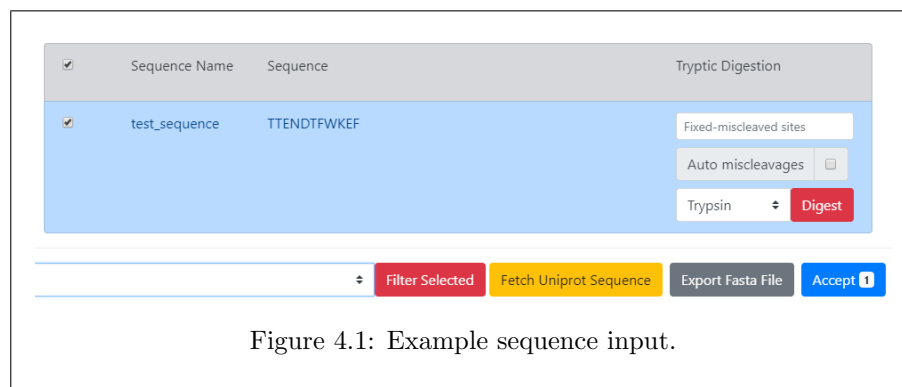 Sequence Name Sequence Tryptic Digestion
test_sequence TTENDTFWKEF
Fixed-miscleaved sites
Auto miscleavages
Trypsin Digest
Filter Selected Fetch Uniprot Sequence Export Fasta File Accept 1
Figure 4.1: Example sequence input.